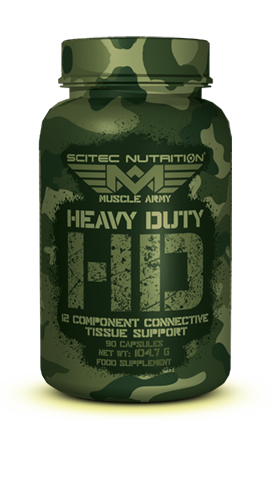 SCITEC NUTRITION
MUSCLE ARMY
HEAVY DUTY
HD
12 COMPONENT CONNECTIVE
TISSUE SUPPORT
90 CAPSULES
NET WT: 104.7 G
FOOD SUPPLEMENT